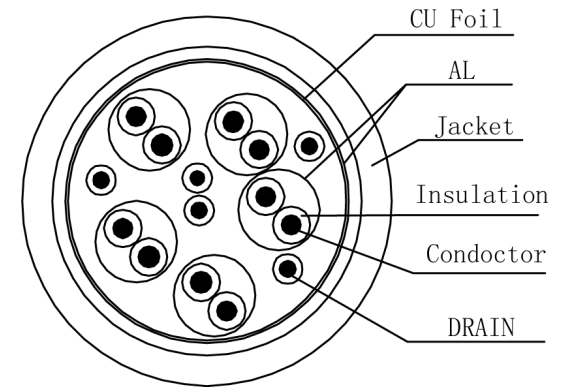 CU Foil
AL
Jacket
Insulation
Condoctor
DRAIN